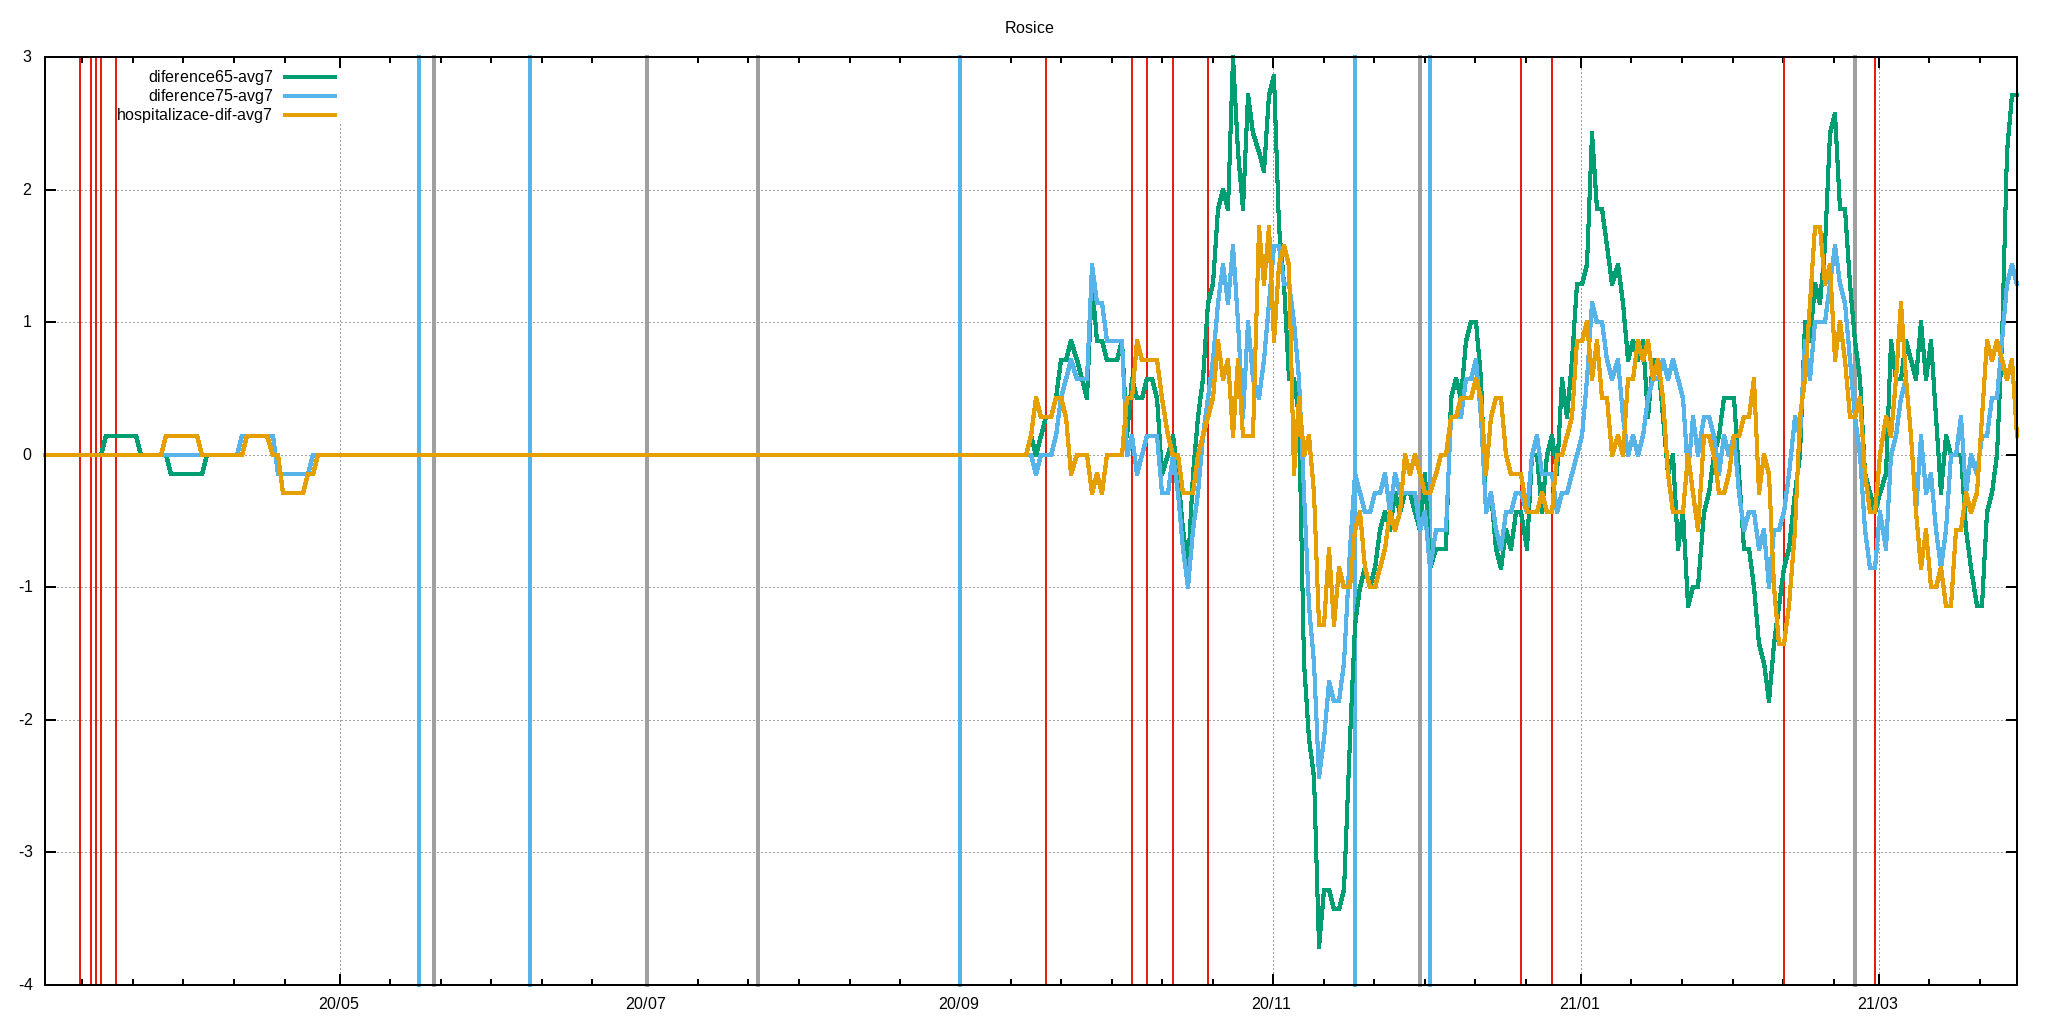 Rosice
diference65-avg7
diference75-avg7
hospitalizace-dif-avg7
3
2
1
0
-1
-2
-3
-4
20/05 20/07 20/09 20/11 21/01 21/03